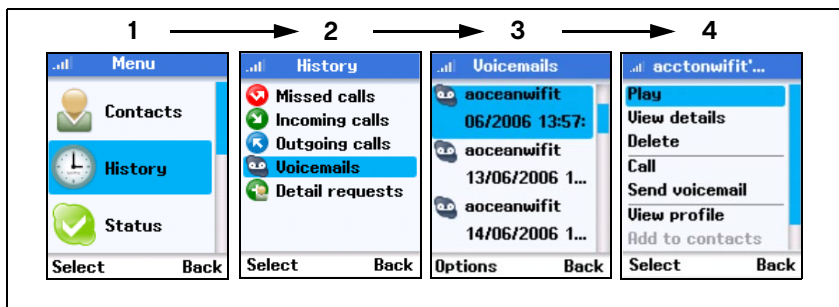 1 2 3 4
Menu
Contacts
History
Status
Select Back
History
Missed calls
Incoming calls
Outgoing calls
Voicemails
Detail requests
Select Back
Voicemails
aoceanwifit
06/2006 13:57:
aoceanwifit
13/06/2006 1...
aoceanwifit
14/06/2006 1...
Options Back
acctonwifit'...
Play
View details
Delete
Call
Send voicemail
View profile
Add to contacts
Select Back